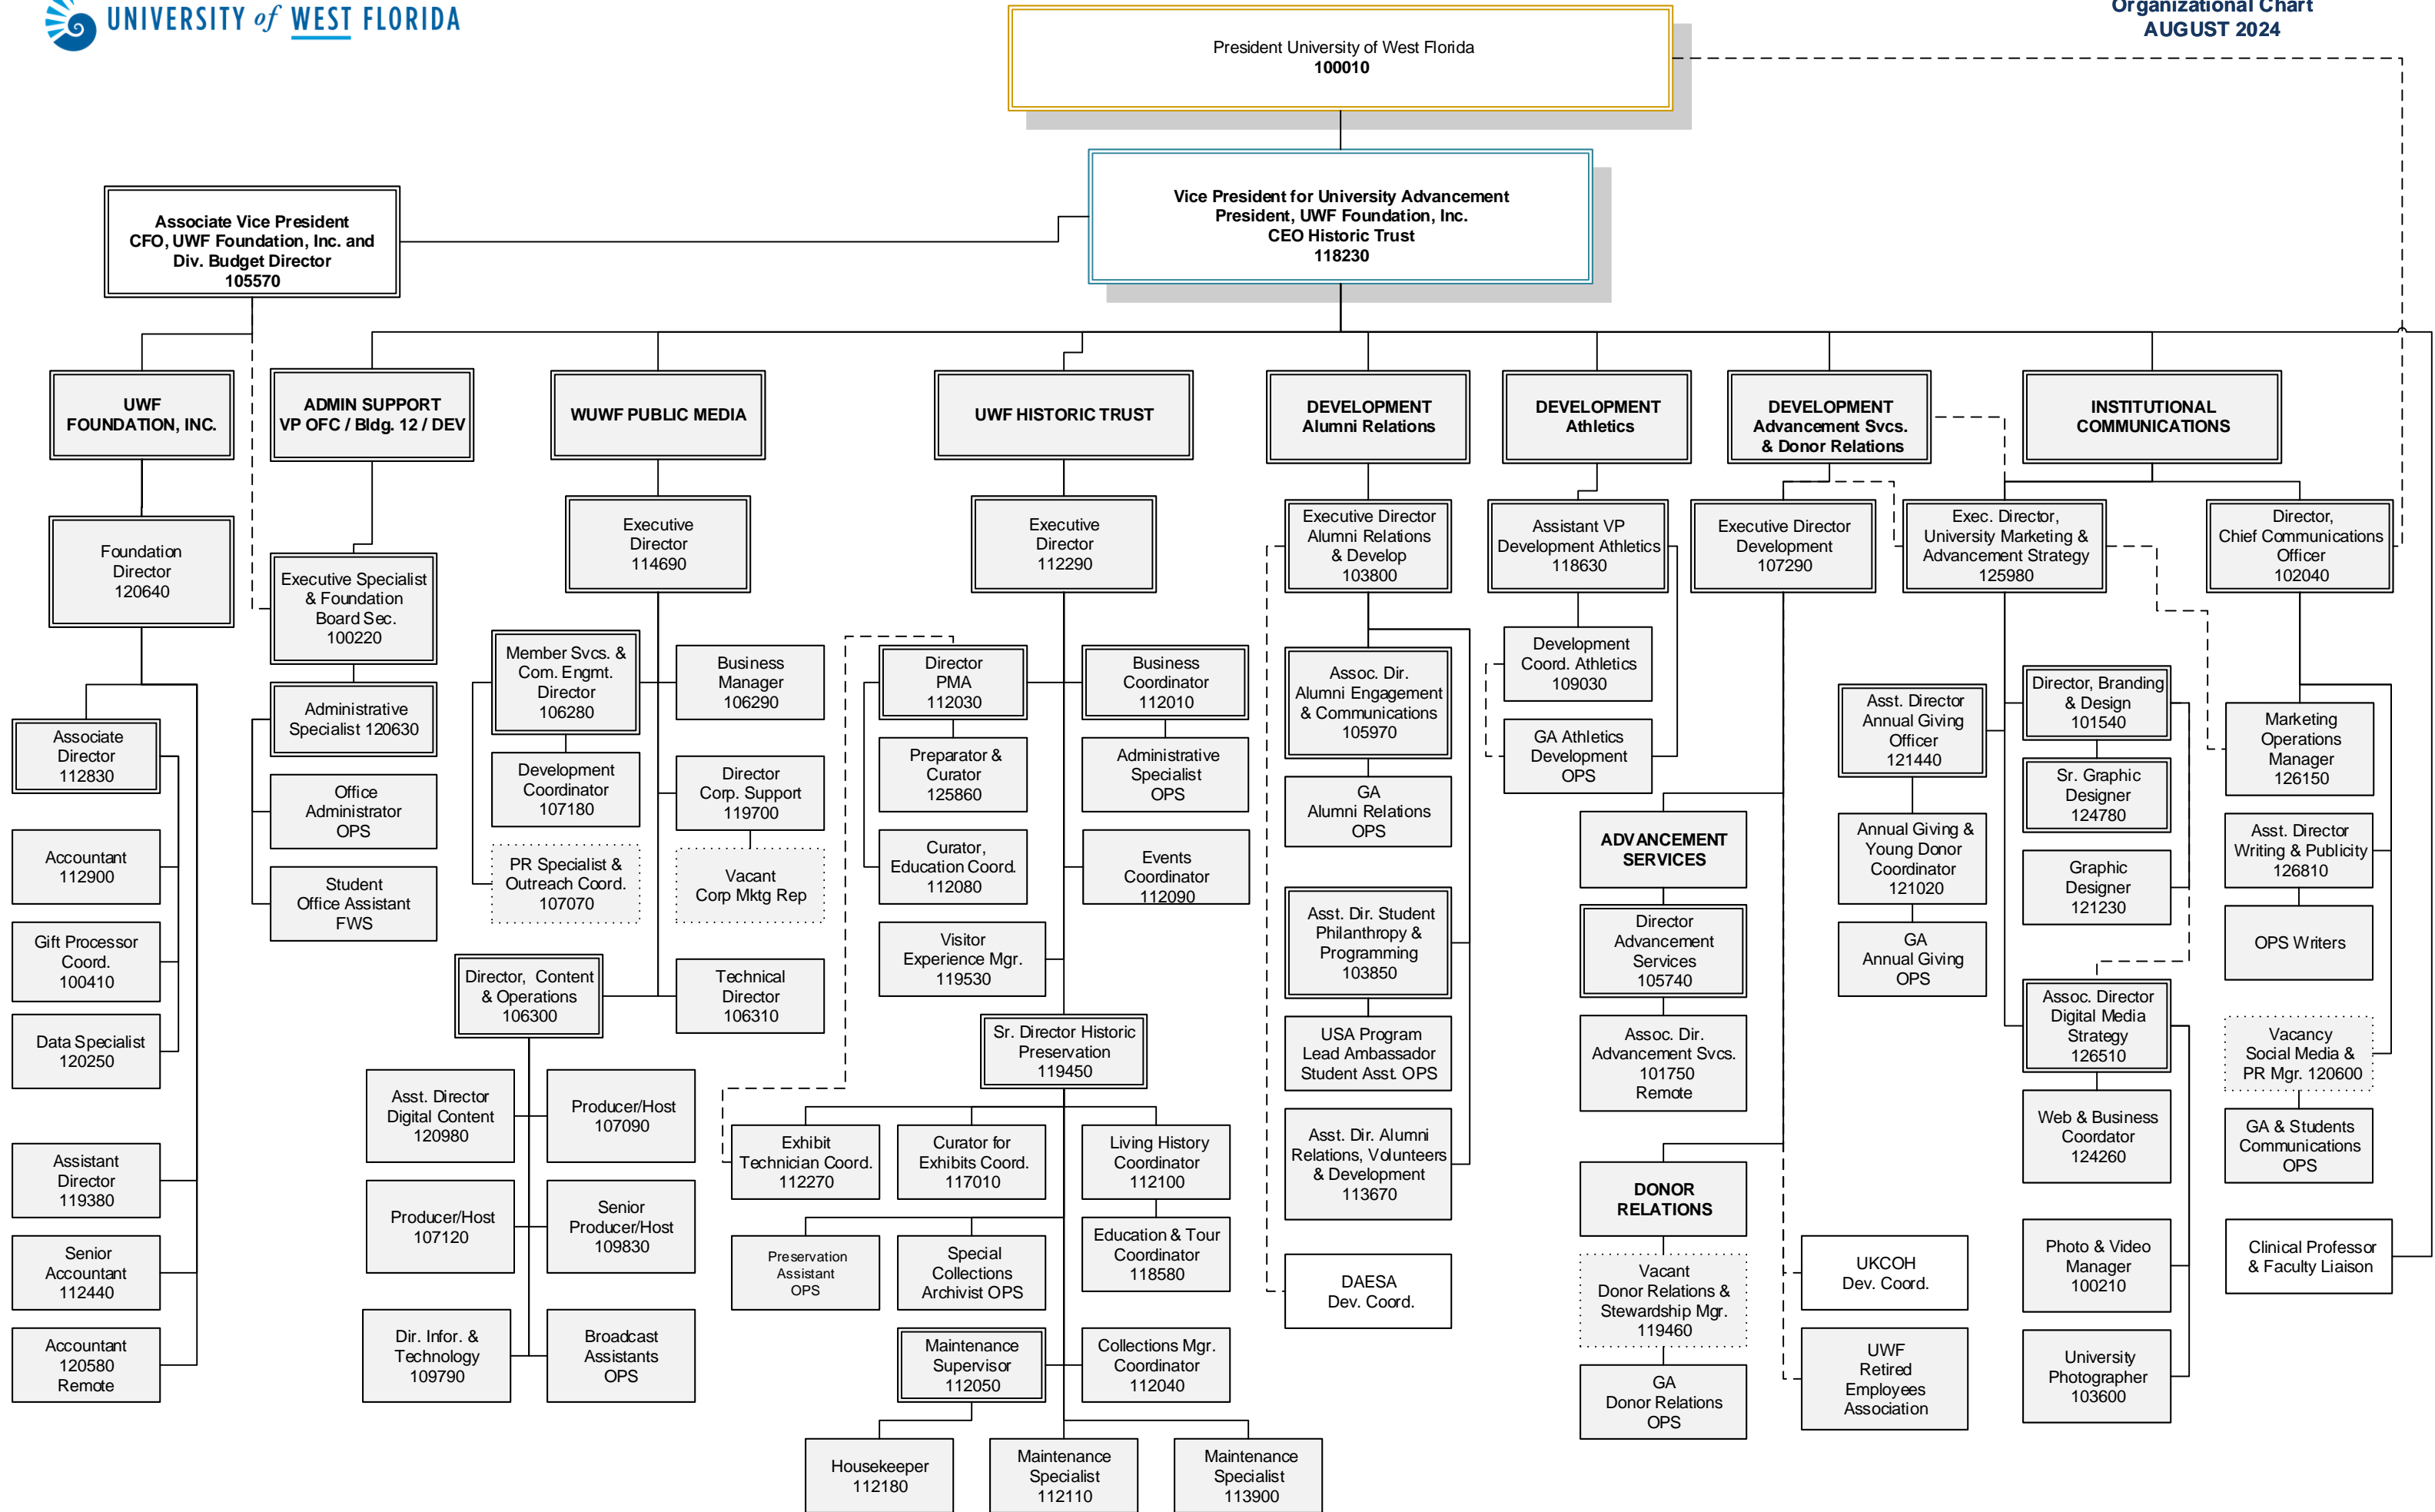 UNIVERSITY of WEST FLORIDA
Organizational Chart
AUGUST 2024
President University of West Florida
100010
Vice President for University Advancement
President, UWF Foundation, Inc.
CEO Historic Trust
118230
Associate Vice President
CFO, UWF Foundation, Inc. and
Div. Budget Director
105570
UWF
FOUNDATION, INC.
Foundation
Director
120640
Associate
Director
112830
Accountant
112900
Gift Processor
Coord.
100410
Data Specialist
120250
Assistant
Director
119380
Senior
Accountant
112440
Accountant
120580
Remote
ADMIN SUPPORT
VP OFC / Bldg. 12 / DEV
Executive Specialist
& Foundation
Board Sec.
100220
Administrative
Specialist 120630
Office
Administrator
OPS
Student
Office Assistant
FWS
WUWF PUBLIC MEDIA
Executive
Director
114690
Member Svcs. &
Com. Engmt.
Director
106280
Business
Manager
106290
Development
Coordinator
107180
Director
Corp. Support
119700
PR Specialist &
Outreach Coord.
107070
Vacant
Corp Mktg Rep
Director, Content
& Operations
106300
Technical
Director
106310
Asst. Director
Digital Content
120980
Producer/Host
107090
Producer/Host
107120
Senior
Producer/Host
109830
Dir. Infor. &
Technology
109790
Broadcast
Assistants
OPS
UWF HISTORIC TRUST
Executive
Director
112290
Director
PMA
112030
Business
Coordinator
112010
Preparator &
Curator
125860
Administrative
Specialist
OPS
Curator,
Education Coord.
112080
Events
Coordinator
112090
Visitor
Experience Mgr.
119530
Sr. Director Historic
Preservation
119450
Exhibit
Technician Coord.
112270
Curator for
Exhibits Coord.
117010
Living History
Coordinator
112100
Preservation
Assistant
OPS
Special
Collections
Archivist OPS
Education & Tour
Coordinator
118580
Maintenance
Supervisor
112050
Collections Mgr.
Coordinator
112040
Housekeeper
112180
Maintenance
Specialist
112110
Maintenance
Specialist
113900
DEVELOPMENT
Alumni Relations
Executive Director
Alumni Relations
& Develop
103800
Assoc. Dir.
Alumni Engagement
& Communications
105970
GA
Alumni Relations
OPS
Asst. Dir. Student
Philanthropy &
Programming
103850
USA Program
Lead Ambassador
Student Asst. OPS
Asst. Dir. Alumni
Relations, Volunteers
& Development
113670
DAESA
Dev. Coord.
DEVELOPMENT
Athletics
Assistant VP
Development Athletics
118630
Development
Coord. Athletics
109030
GA Athletics
Development
OPS
DEVELOPMENT
Advancement Svcs.
& Donor Relations
Executive Director
Development
107290
ADVANCEMENT
SERVICES
Director
Advancement
Services
105740
Assoc. Dir.
Advancement Svcs.
101750
Remote
DONOR
RELATIONS
Vacant
Donor Relations &
Stewardship Mgr.
119460
GA
Donor Relations
OPS
UKCOH
Dev. Coord.
UWF
Retired
Employees
Association
INSTITUTIONAL
COMMUNICATIONS
Exec. Director,
University Marketing &
Advancement Strategy
125980
Director,
Chief Communications
Officer
102040
Asst. Director
Annual Giving
Officer
121440
Annual Giving &
Young Donor
Coordinator
121020
GA
Annual Giving
OPS
Director, Branding
& Design
101540
Sr. Graphic
Designer
124780
Graphic
Designer
121230
Assoc. Director
Digital Media
Strategy
126510
Web & Business
Coordator
124260
Photo & Video
Manager
100210
University
Photographer
103600
Marketing
Operations
Manager
126150
Asst. Director
Writing & Publicity
126810
OPS Writers
Vacancy
Social Media &
PR Mgr. 120600
GA & Students
Communications
OPS
Clinical Professor
& Faculty Liaison